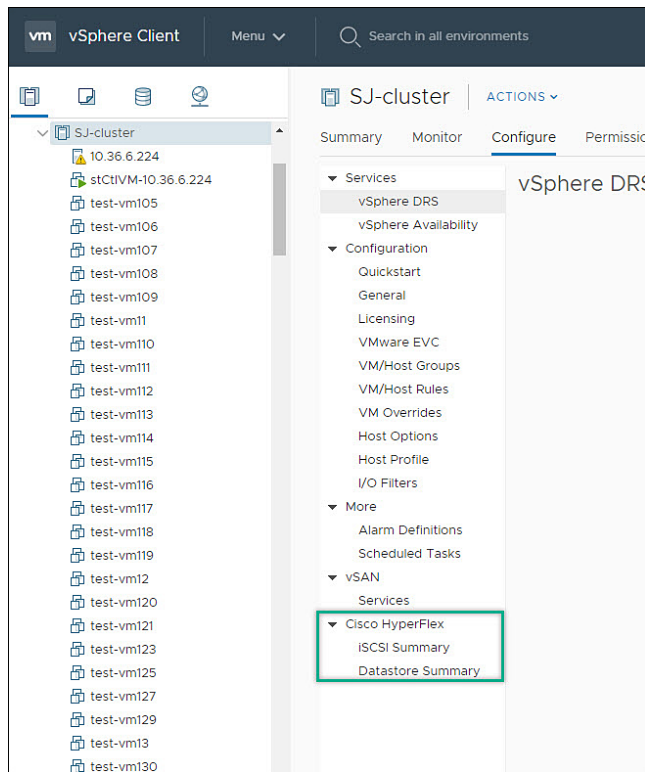 vm vSphere Client Menu Search in all environments
SJ-cluster
10.36.6.224
stCtlVM-10.36.6.224
test-vm105
test-vm106
test-vm107
test-vm108
test-vm109
test-vm11
test-vm110
test-vm111
test-vm112
test-vm113
test-vm114
test-vm115
test-vm116
test-vm117
test-vm118
test-vm119
test-vm12
test-vm120
test-vm121
test-vm123
test-vm125
test-vm127
test-vm129
test-vm13
test-vm130
SJ-cluster ACTIONS
Summary Monitor Configure Permissio
Services
vSphere DRS
vSphere Availability
Configuration
Quickstart
General
Licensing
VMware EVC
VM/Host Groups
VM/Host Rules
VM Overrides
Host Options
Host Profile
I/O Filters
More
Alarm Definitions
Scheduled Tasks
vSAN
Services
Cisco HyperFlex
iSCSI Summary
Datastore Summary
vSphere DRS